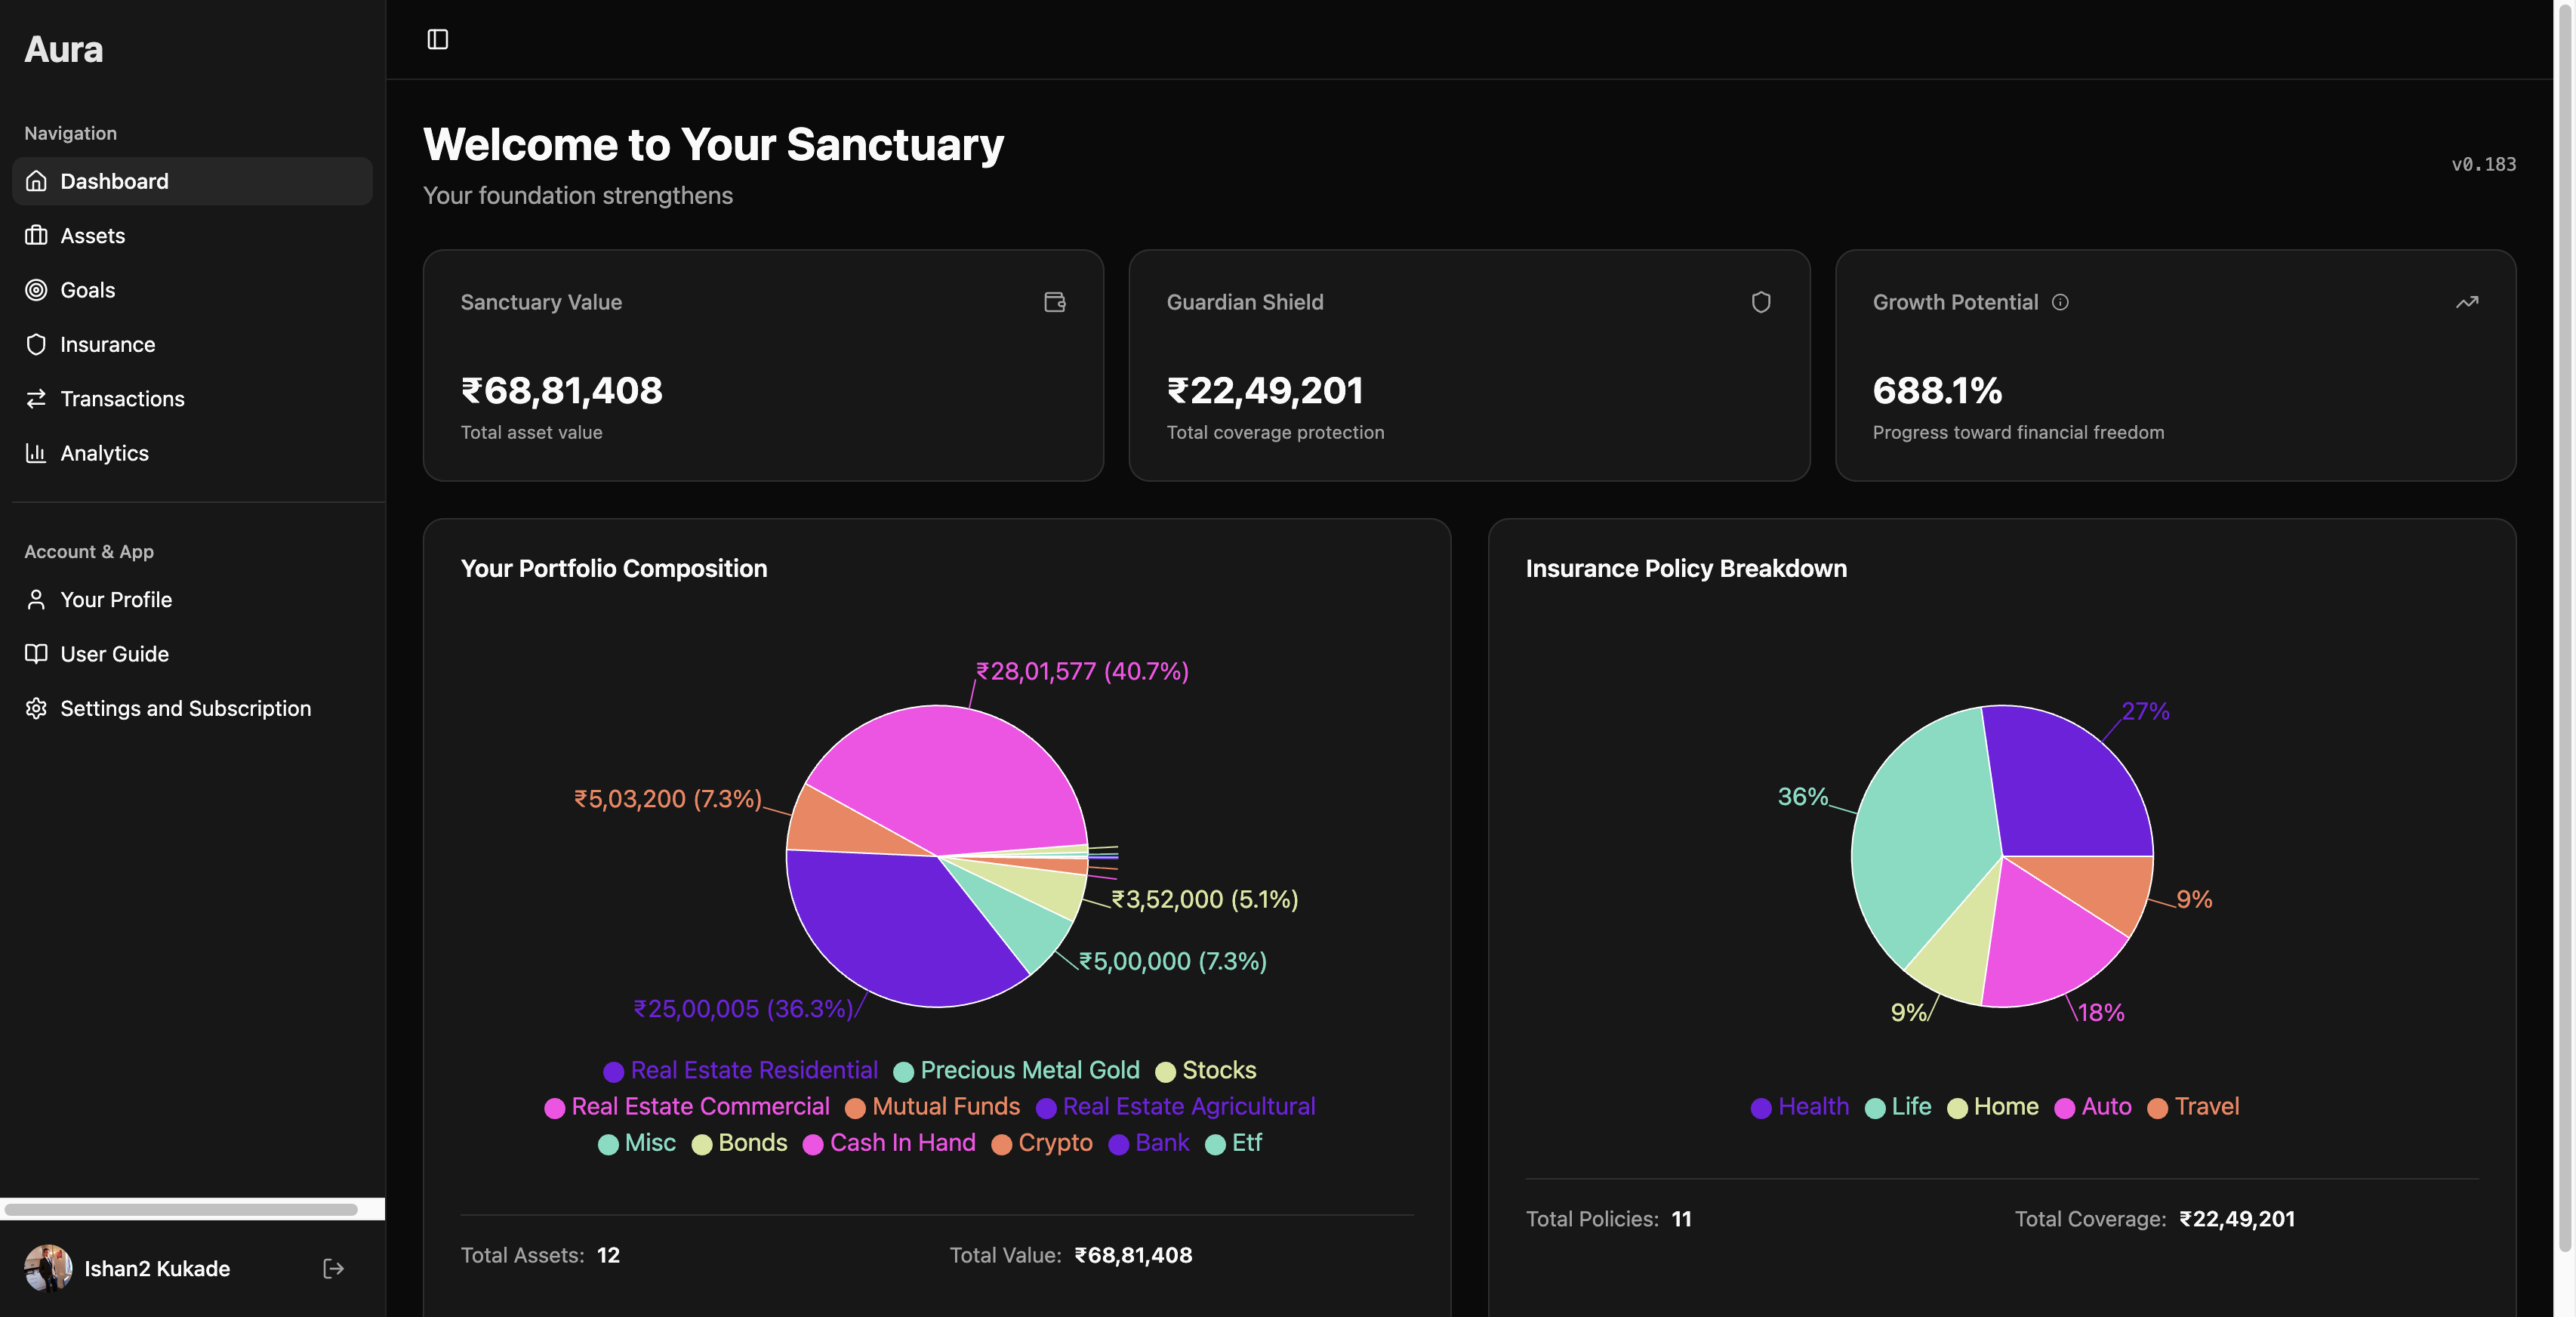 Aura
Navigation
Dashboard
Assets
Goals
Insurance
Transactions
Analytics
Account & App
Your Profile
User Guide
Settings and Subscription
Ishan2 Kukade
Welcome to Your Sanctuary
Your foundation strengthens
v0.183
Sanctuary Value
₹68,81,408
Total asset value
Guardian Shield
₹22,49,201
Total coverage protection
Growth Potential
688.1%
Progress toward financial freedom
Your Portfolio Composition
₹28,01,577 (40.7%)
₹5,03,200 (7.3%)
₹3,52,000 (5.1%)
₹5,00,000 (7.3%)
₹25,00,005 (36.3%)
Real Estate Residential Precious Metal Gold Stocks
Real Estate Commercial Mutual Funds Real Estate Agricultural
Misc Bonds Cash In Hand Crypto Bank Etf
Total Assets: 12 Total Value: ₹68,81,408
Insurance Policy Breakdown
27%
36%
9%
9%
18%
Health Life Home Auto Travel
Total Policies: 11 Total Coverage: ₹22,49,201